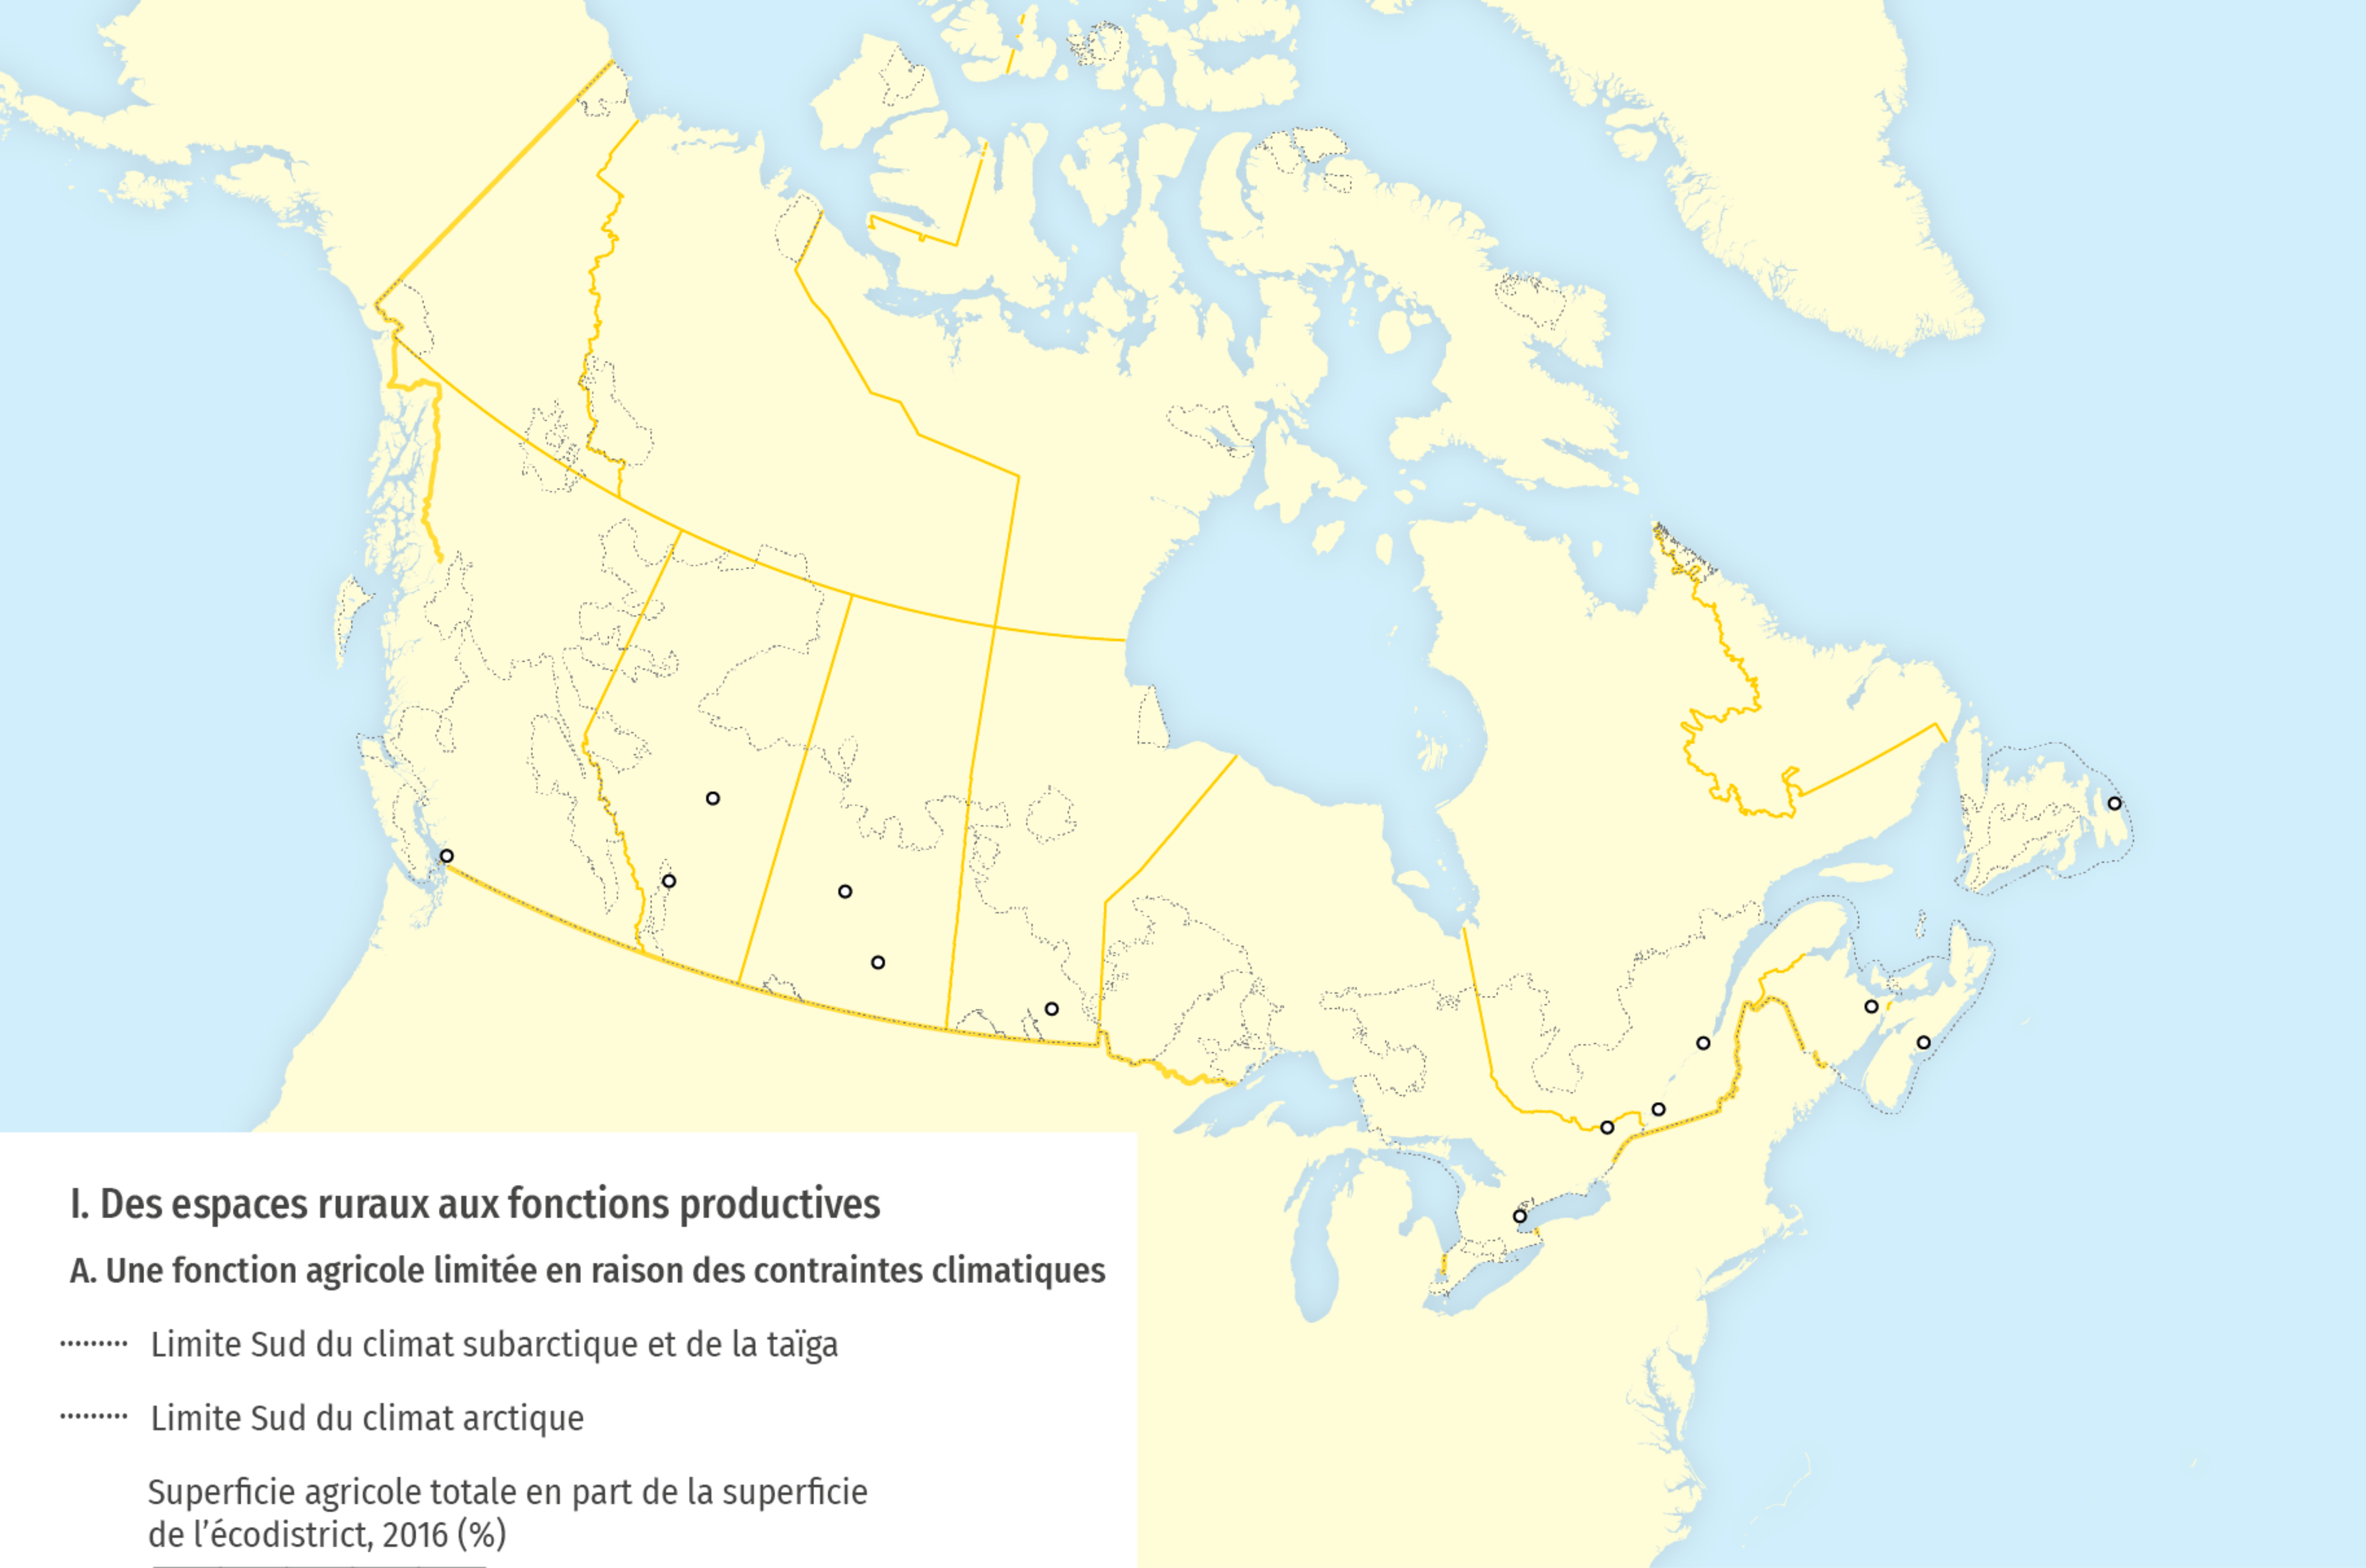 I. Des espaces ruraux aux fonctions productives
A. Une fonction agricole limitée en raison des contraintes climatiques
Limite Sud du climat subarctique et de la taïga
Limite Sud du climat arctique
Superficie agricole totale en part de la superficie
de l’écodistrict, 2016 (%)